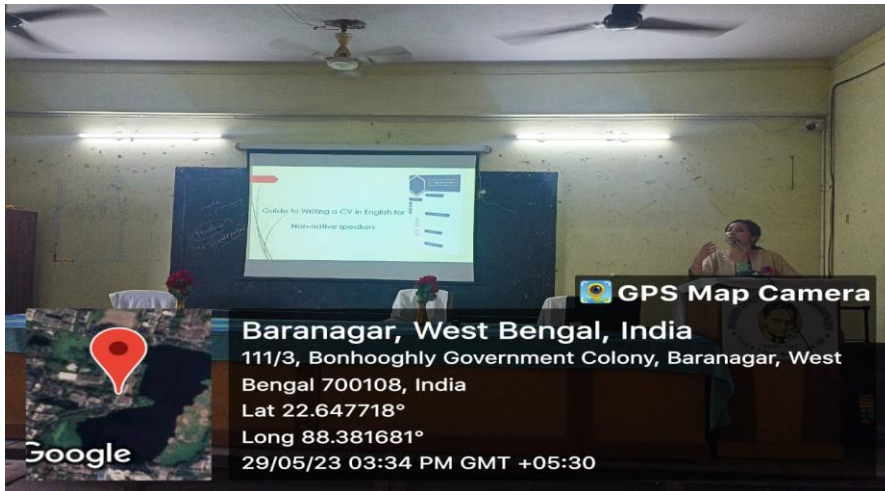 Guide to Writing a CV in English for
Non-native speakers
GPS Map Camera
Baranagar, West Bengal, India
111/3, Bonhooghly Government Colony, Baranagar, West
Bengal 700108, India
Lat 22.647718°
Long 88.381681°
29/05/23 03:34 PM GMT +05:30
Google